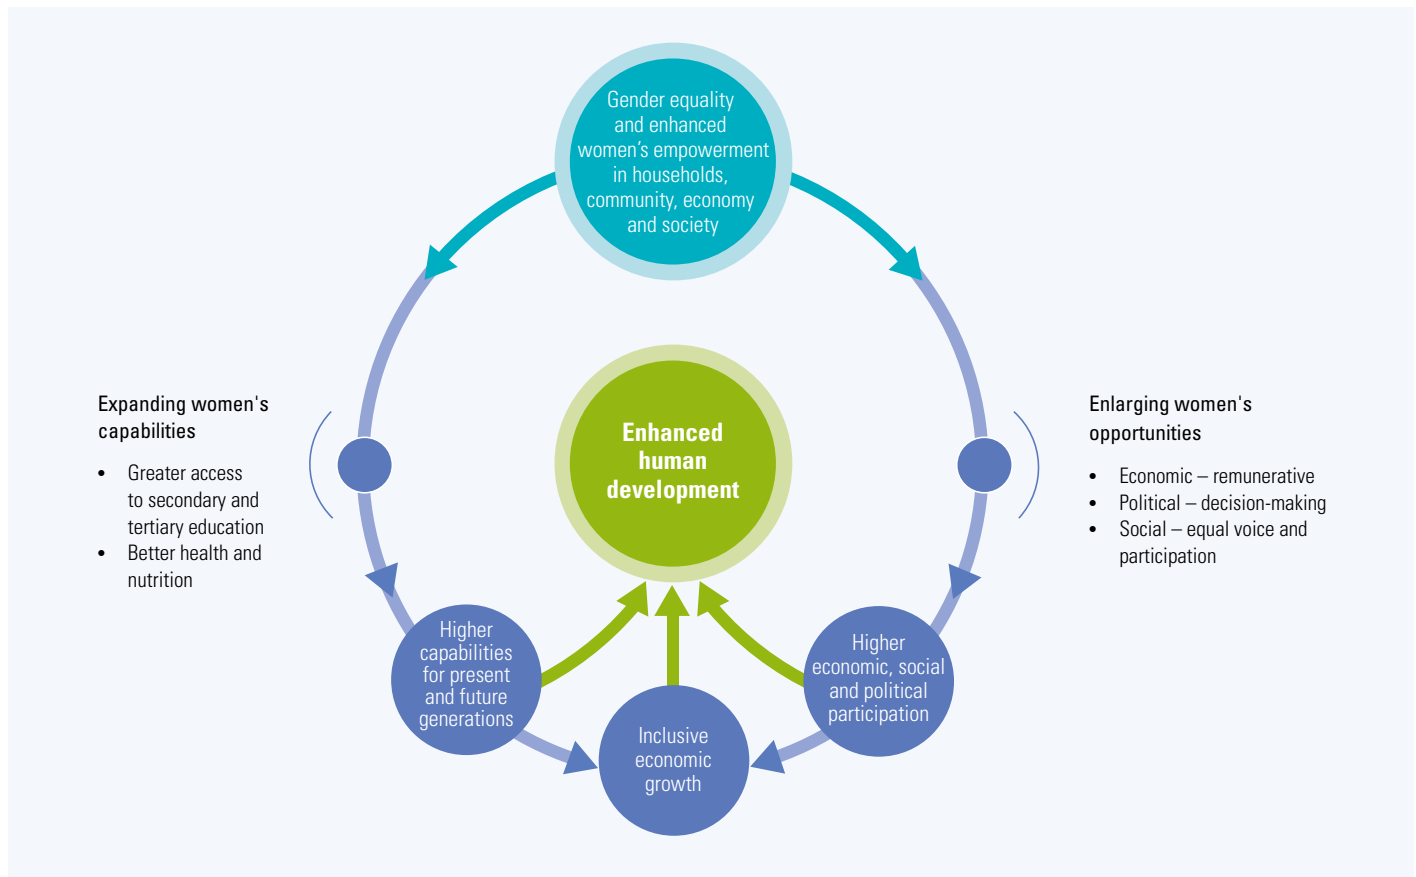 Gender equality
and enhanced
women’s empowerment
in households,
community, economy
and society
Expanding women's
capabilities
• Greater access
to secondary and
tertiary education
• Better health and
nutrition
Enhanced
human
development
Enlarging women's
opportunities
• Economic – remunerative
• Political – decision-making
• Social – equal voice and
participation
Higher
capabilities
for present
and future
generations
Inclusive
economic
growth
Higher
economic, social
and political
participation